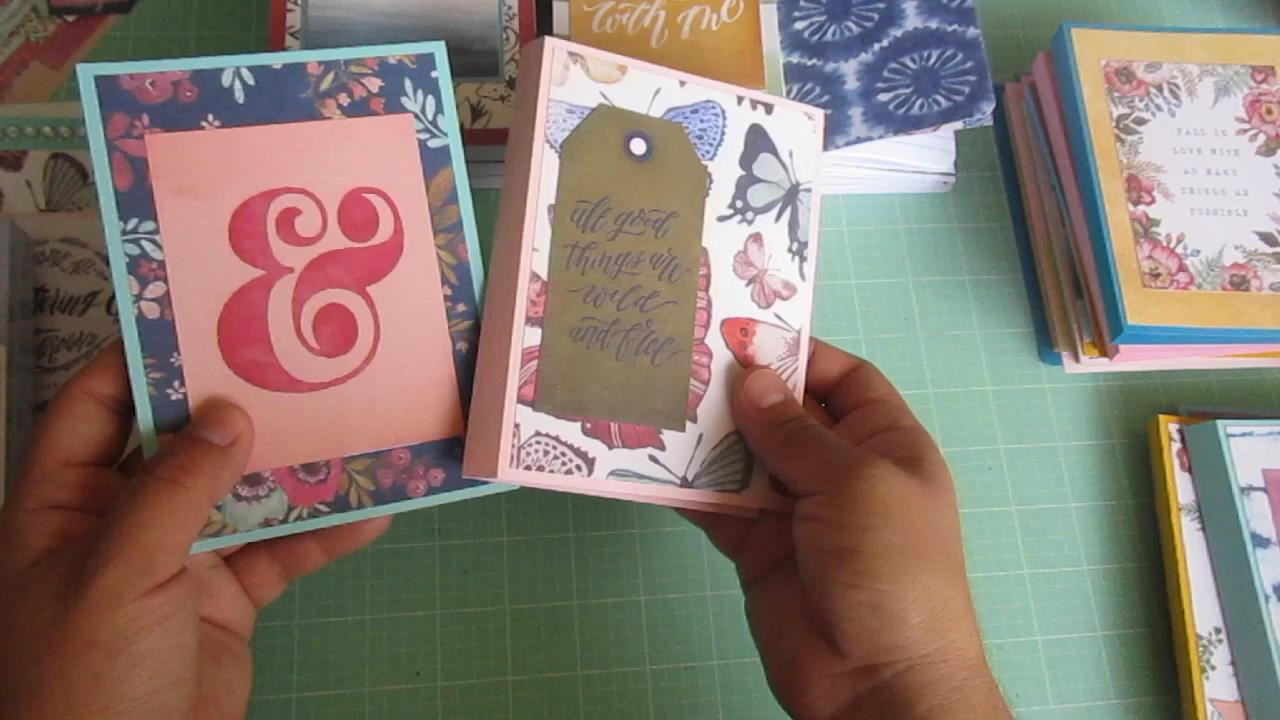 with me
&
all good
things are
wild
and free
FALL IN
LOVE WITH
AS MANY
THINGS AS
POSSIBLE